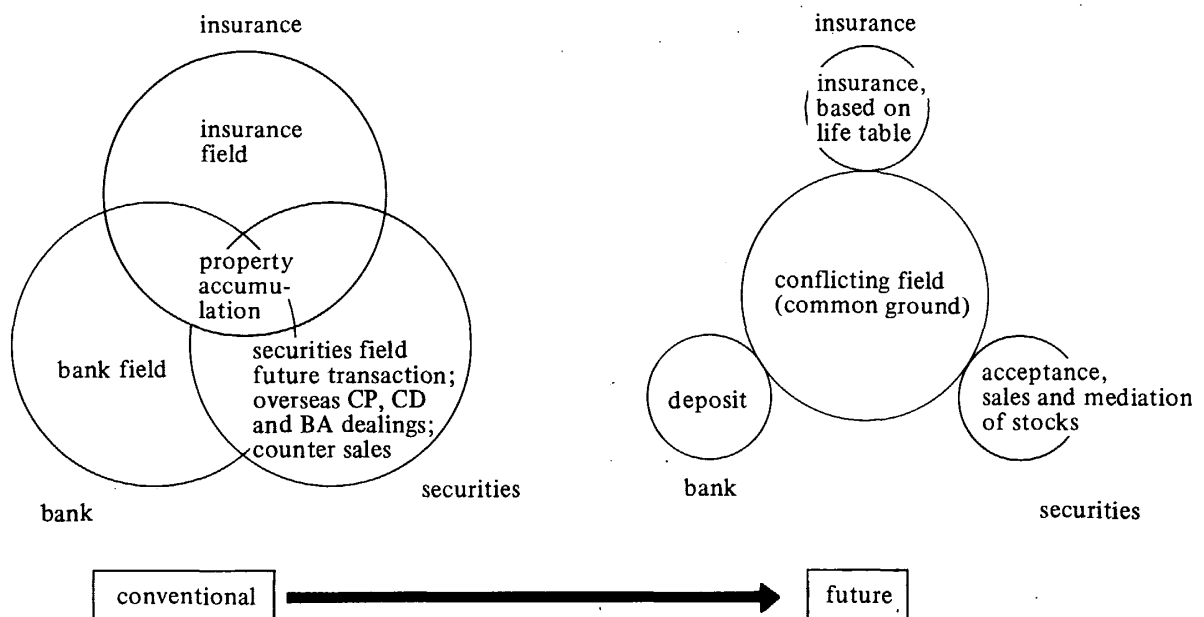 insurance
insurance
field
property
accumu-
lation
bank field
securities field
future transaction;
overseas CP, CD
and BA dealings;
counter sales
bank
securities
insurance
insurance,
based on
life table
conflicting field
(common ground)
deposit
acceptance,
sales and mediation
of stocks
bank
securities
conventional
future